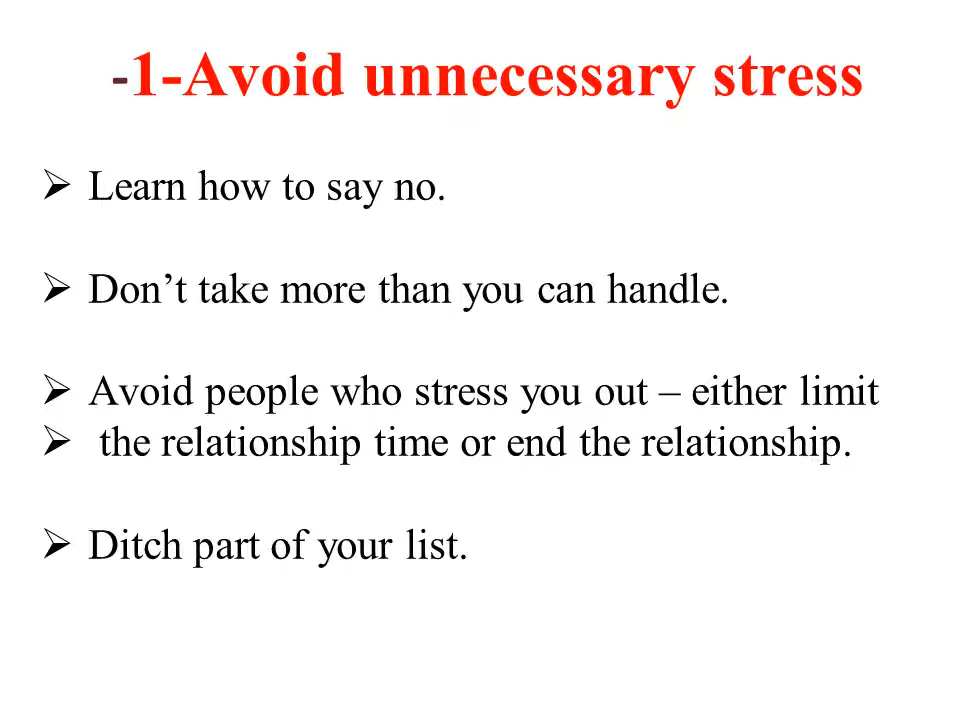 -1-Avoid unnecessary stress
➢ Learn how to say no.
➢ Don’t take more than you can handle.
➢ Avoid people who stress you out – either limit
➢ the relationship time or end the relationship.
➢ Ditch part of your list.